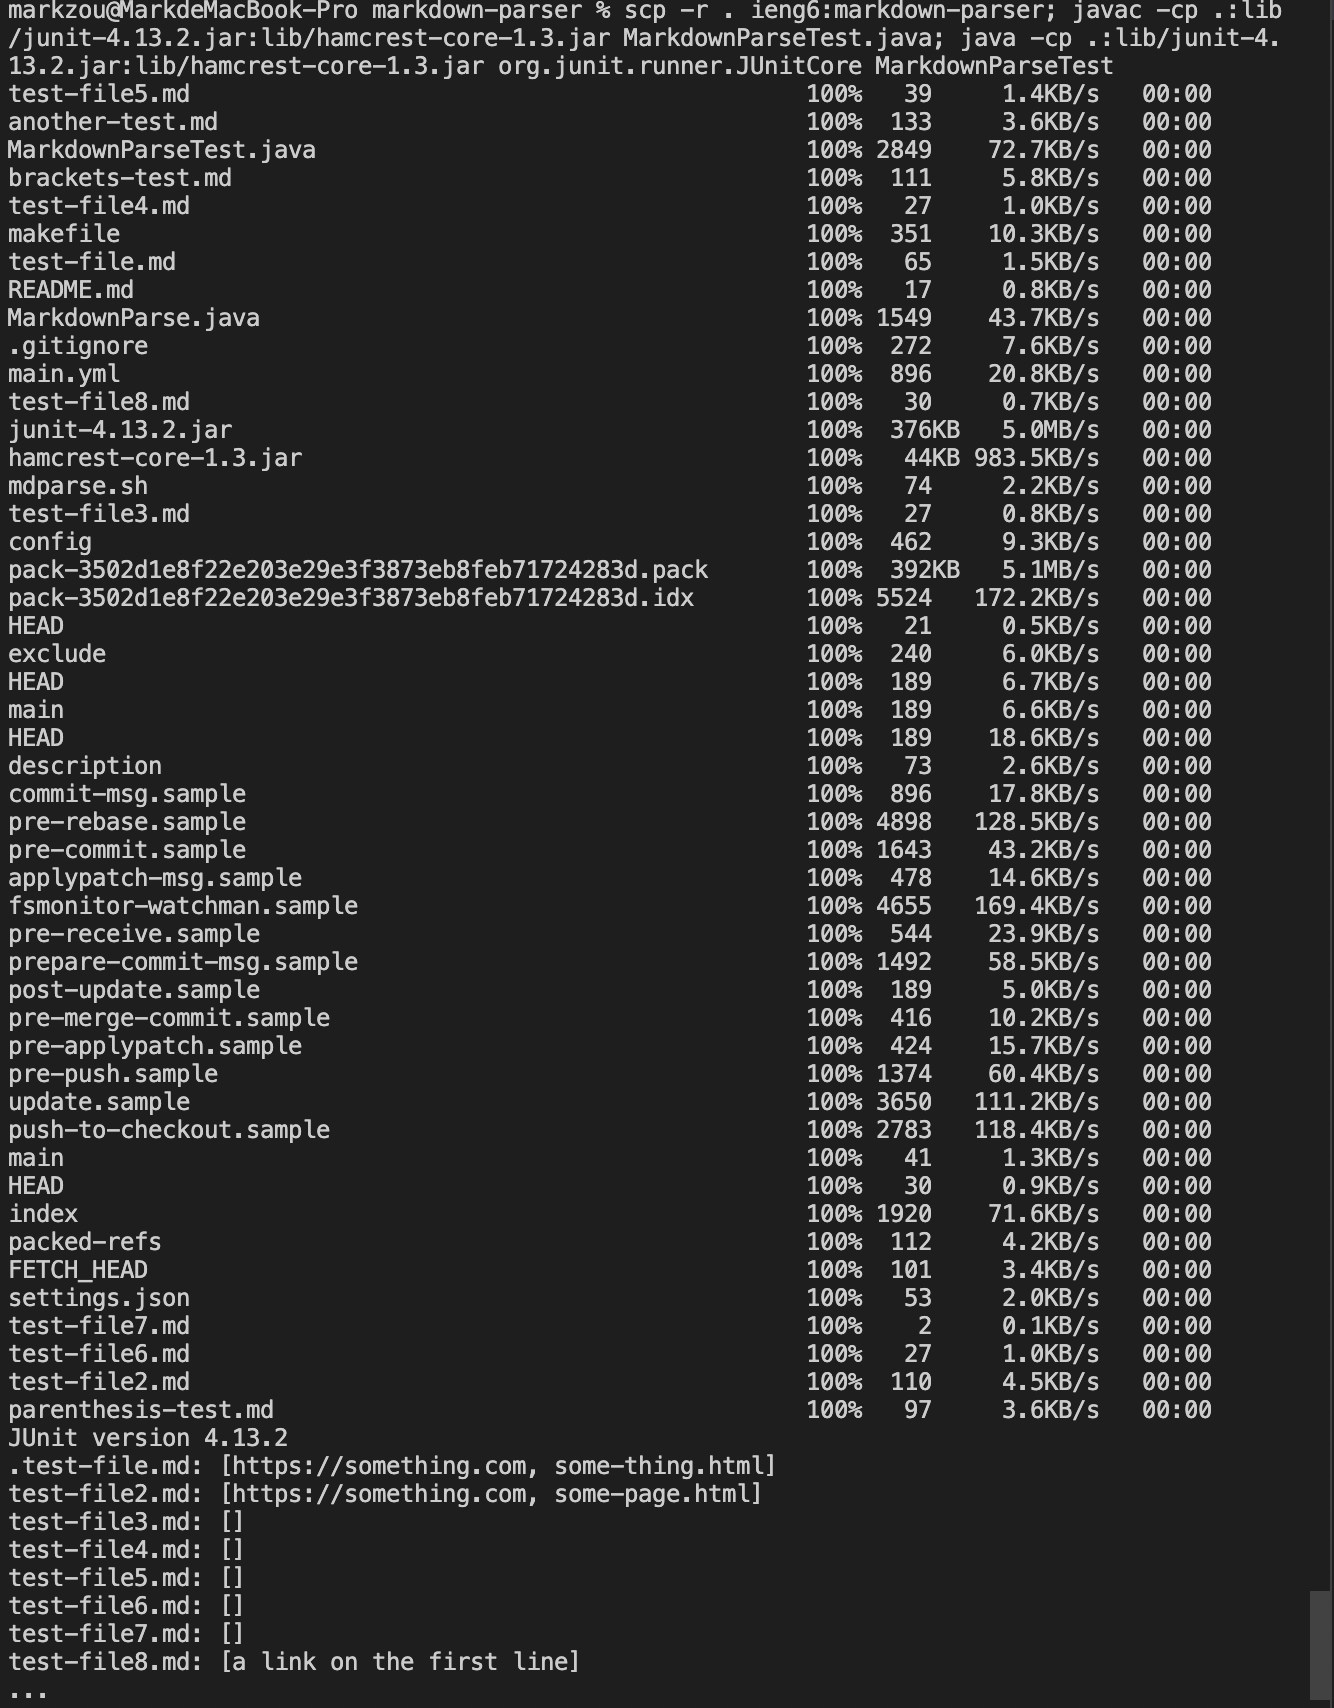 markzou@MarkdeMacBook-Pro markdown-parser % scp -r . ieng6:markdown-parser; javac -cp .:lib
/junit-4.13.2.jar:lib/hamcrest-core-1.3.jar MarkdownParseTest.java; java -cp .:lib/junit-4.
13.2.jar:lib/hamcrest-core-1.3.jar org.junit.runner.JUnitCore MarkdownParseTest
test-file5.md 100% 39 1.4KB/s 00:00
another-test.md 100% 133 3.6KB/s 00:00
MarkdownParseTest.java 100% 2849 72.7KB/s 00:00
brackets-test.md 100% 111 5.8KB/s 00:00
test-file4.md 100% 27 1.0KB/s 00:00
makefile 100% 351 10.3KB/s 00:00
test-file.md 100% 65 1.5KB/s 00:00
README.md 100% 17 0.8KB/s 00:00
MarkdownParse.java 100% 1549 43.7KB/s 00:00
.gitignore 100% 272 7.6KB/s 00:00
main.yml 100% 896 20.8KB/s 00:00
test-file8.md 100% 30 0.7KB/s 00:00
junit-4.13.2.jar 100% 376KB 5.0MB/s 00:00
hamcrest-core-1.3.jar 100% 44KB 983.5KB/s 00:00
mdparse.sh 100% 74 2.2KB/s 00:00
test-file3.md 100% 27 0.8KB/s 00:00
config 100% 462 9.3KB/s 00:00
pack-3502d1e8f22e203e29e3f3873eb8feb71724283d.pack 100% 392KB 5.1MB/s 00:00
pack-3502d1e8f22e203e29e3f3873eb8feb71724283d.idx 100% 5524 172.2KB/s 00:00
HEAD 100% 21 0.5KB/s 00:00
exclude 100% 240 6.0KB/s 00:00
HEAD 100% 189 6.7KB/s 00:00
main 100% 189 6.6KB/s 00:00
HEAD 100% 189 18.6KB/s 00:00
description 100% 73 2.6KB/s 00:00
commit-msg.sample 100% 896 17.8KB/s 00:00
pre-rebase.sample 100% 4898 128.5KB/s 00:00
pre-commit.sample 100% 1643 43.2KB/s 00:00
applypatch-msg.sample 100% 478 14.6KB/s 00:00
fsmonitor-watchman.sample 100% 4655 169.4KB/s 00:00
pre-receive.sample 100% 544 23.9KB/s 00:00
prepare-commit-msg.sample 100% 1492 58.5KB/s 00:00
post-update.sample 100% 189 5.0KB/s 00:00
pre-merge-commit.sample 100% 416 10.2KB/s 00:00
pre-applypatch.sample 100% 424 15.7KB/s 00:00
pre-push.sample 100% 1374 60.4KB/s 00:00
update.sample 100% 3650 111.2KB/s 00:00
push-to-checkout.sample 100% 2783 118.4KB/s 00:00
main 100% 41 1.3KB/s 00:00
HEAD 100% 30 0.9KB/s 00:00
index 100% 1920 71.6KB/s 00:00
packed-refs 100% 112 4.2KB/s 00:00
FETCH_HEAD 100% 101 3.4KB/s 00:00
settings.json 100% 53 2.0KB/s 00:00
test-file7.md 100% 2 0.1KB/s 00:00
test-file6.md 100% 27 1.0KB/s 00:00
test-file2.md 100% 110 4.5KB/s 00:00
parenthesis-test.md 100% 97 3.6KB/s 00:00
JUnit version 4.13.2
.test-file.md: [https://something.com, some-thing.html]
test-file2.md: [https://something.com, some-page.html]
test-file3.md: []
test-file4.md: []
test-file5.md: []
test-file6.md: []
test-file7.md: []
test-file8.md: [a link on the first line]
...